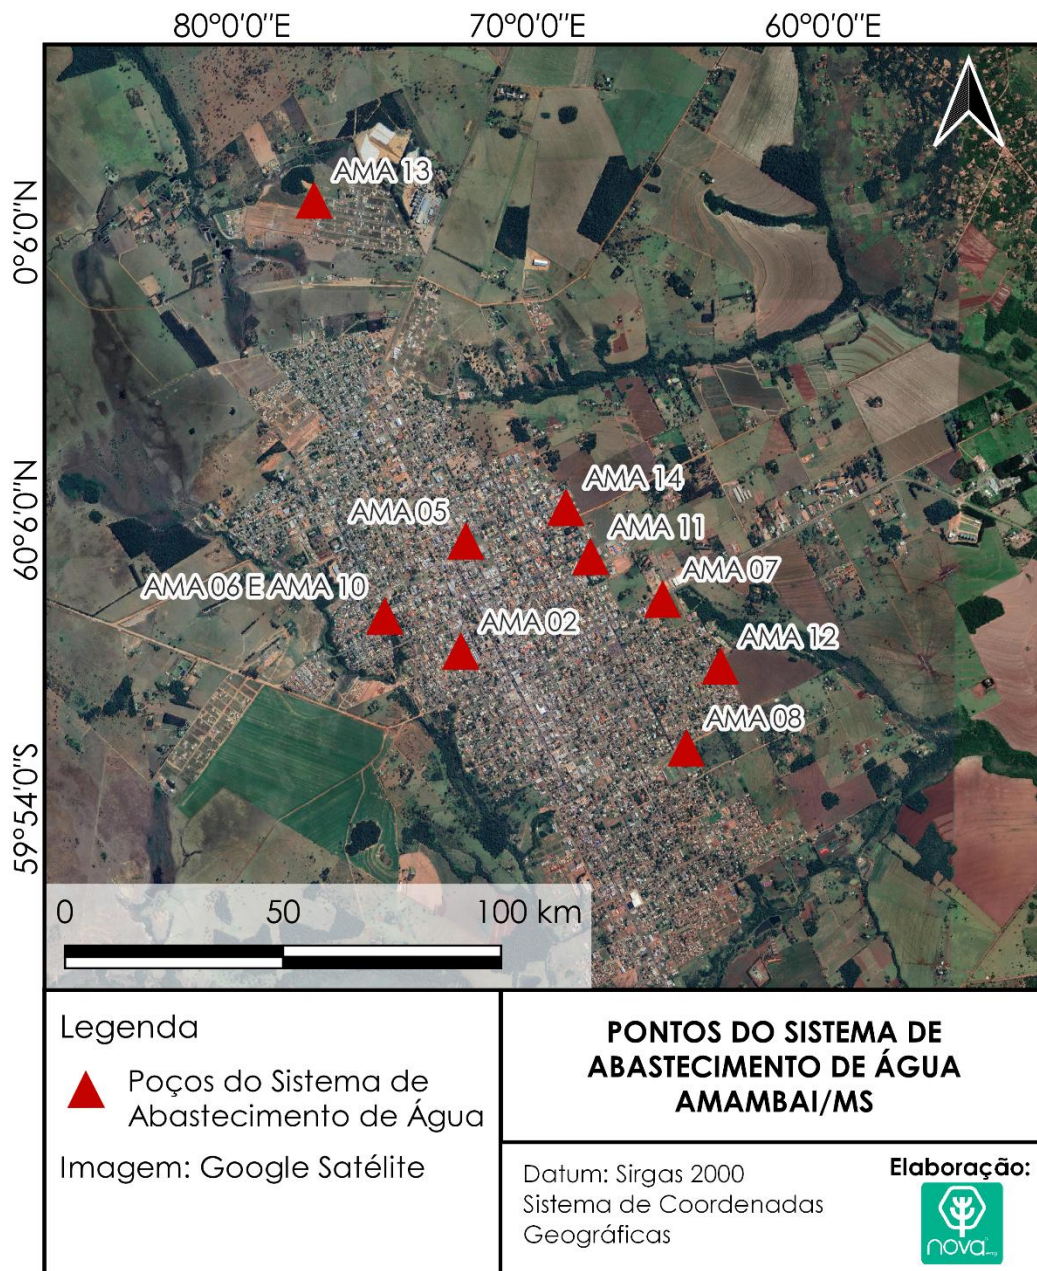 80°0'0"E 70°0'0"E 60°0'0"E
0°6'0"N
60°6'0"N
59°54'0"S
AMA 13
AMA 14
AMA 05
AMA 11
AMA 07
AMA 06 E AMA 10
AMA 02
AMA 12
AMA 08
0 50 100 km
Legenda
Poços do Sistema de
Abastecimento de Água
Imagem: Google Satélite
PONTOS DO SISTEMA DE
ABASTECIMENTO DE ÁGUA
AMAMBAI/MS
Datum: Sirgas 2000
Sistema de Coordenadas
Geográficas
Elaboração:
nova